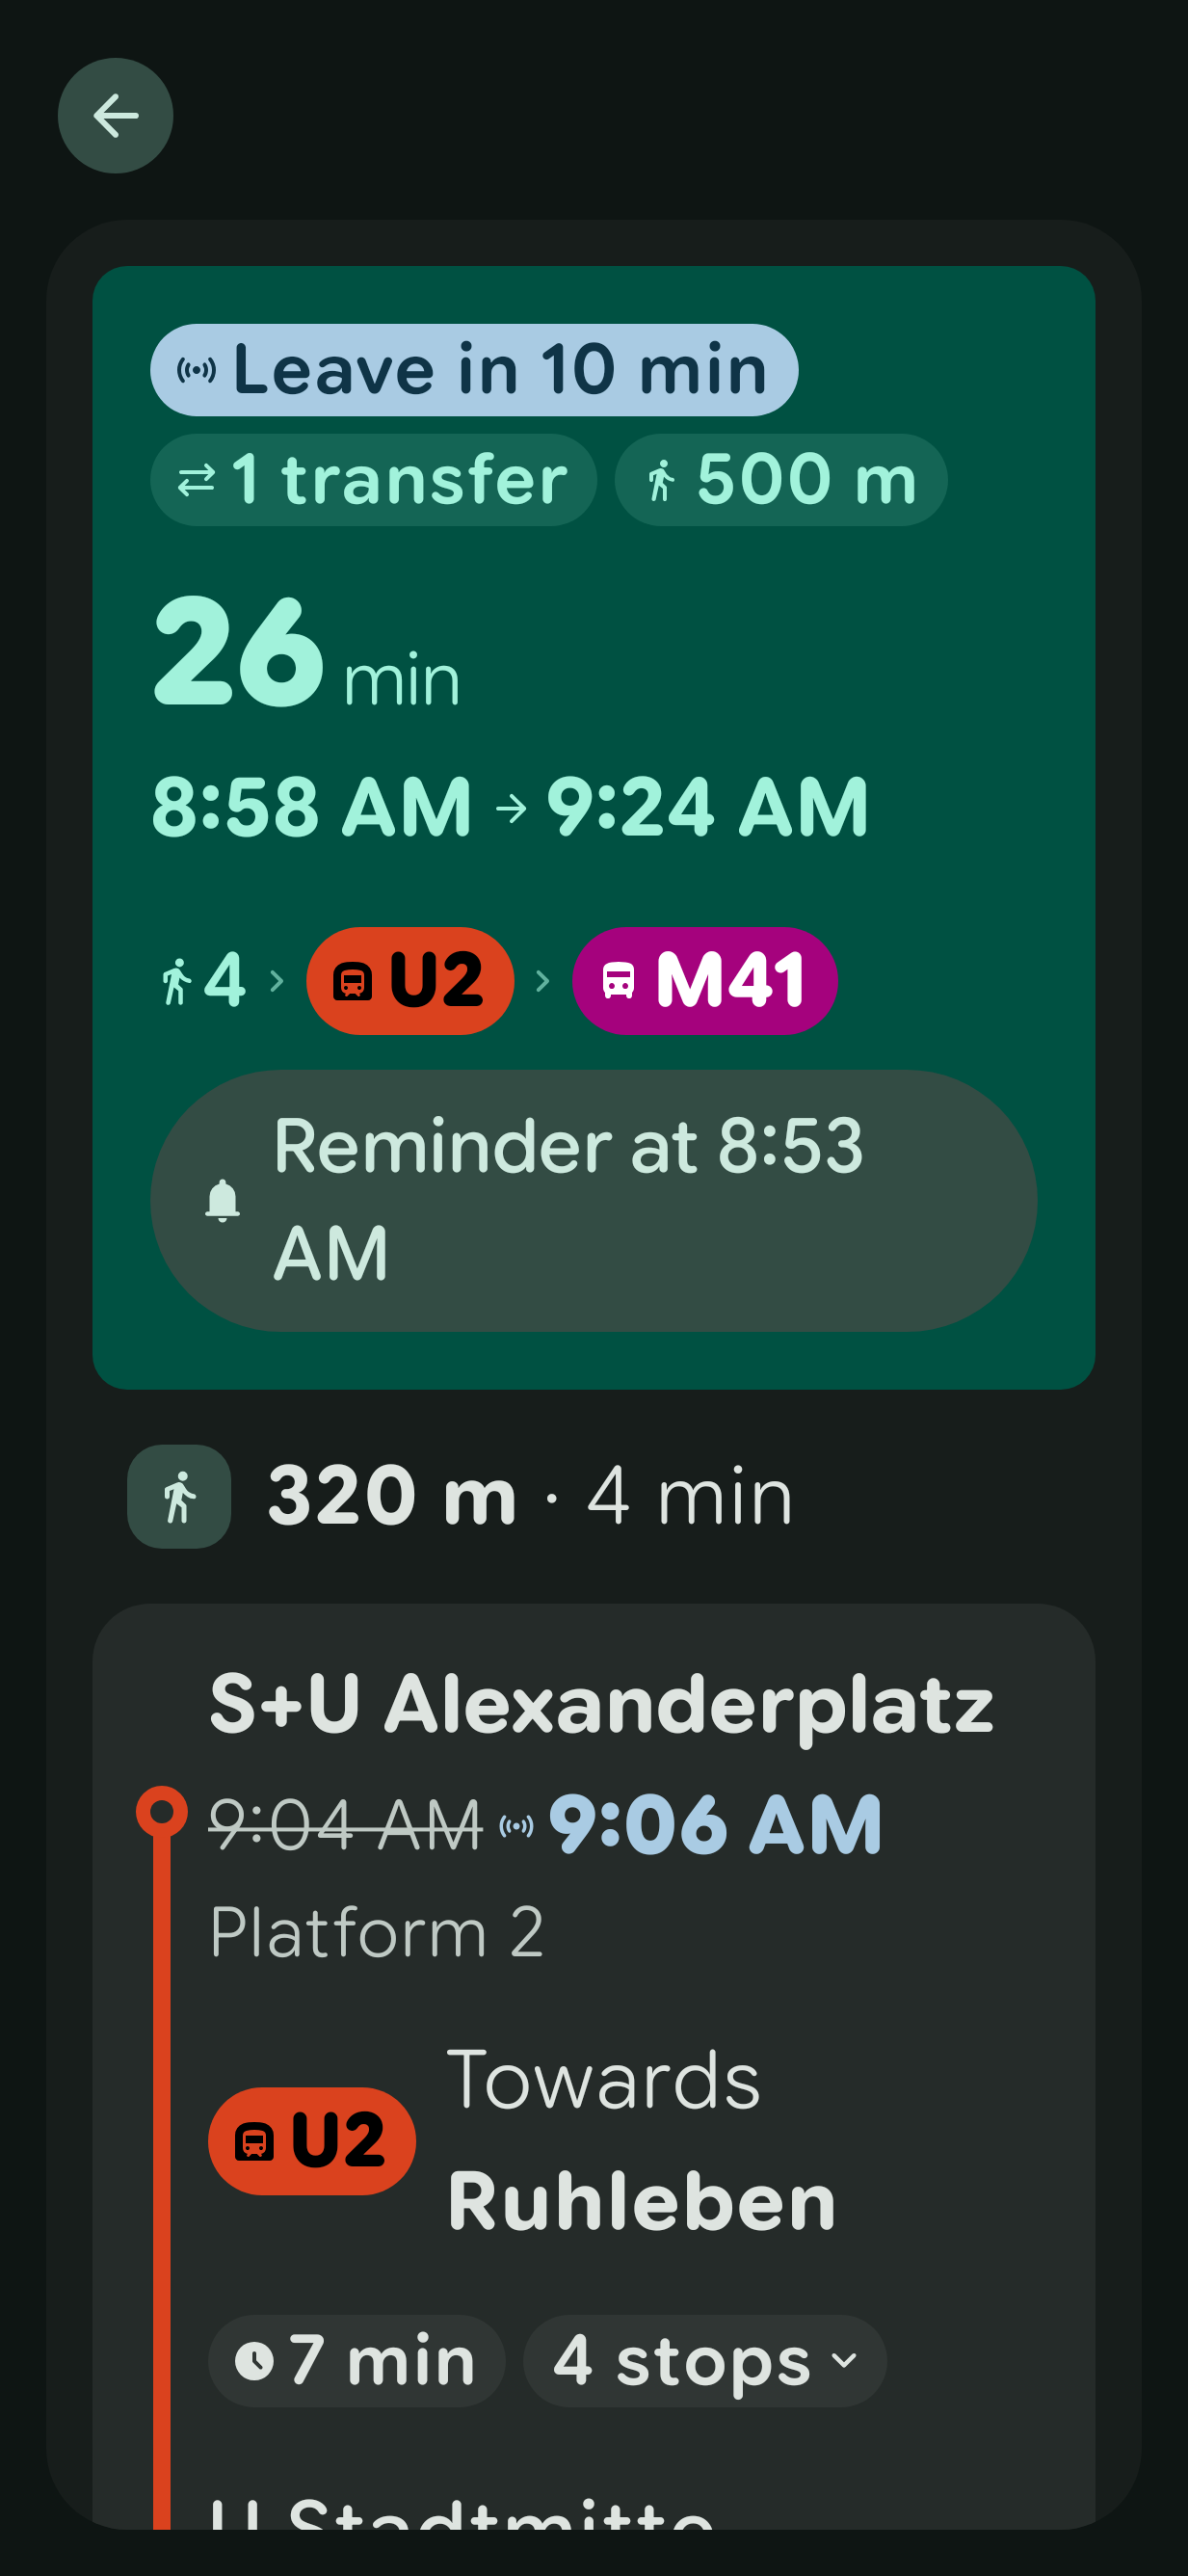 Leave in 10 min
1 transfer 500 m
26 min
8:58 AM → 9:24 AM
4 › U2 › M41
Reminder at 8:53
AM
320 m · 4 min
S+U Alexanderplatz
9:04 AM 9:06 AM
Platform 2
Towards
U2
Ruhleben
7 min 4 stops
U Stadtmitte